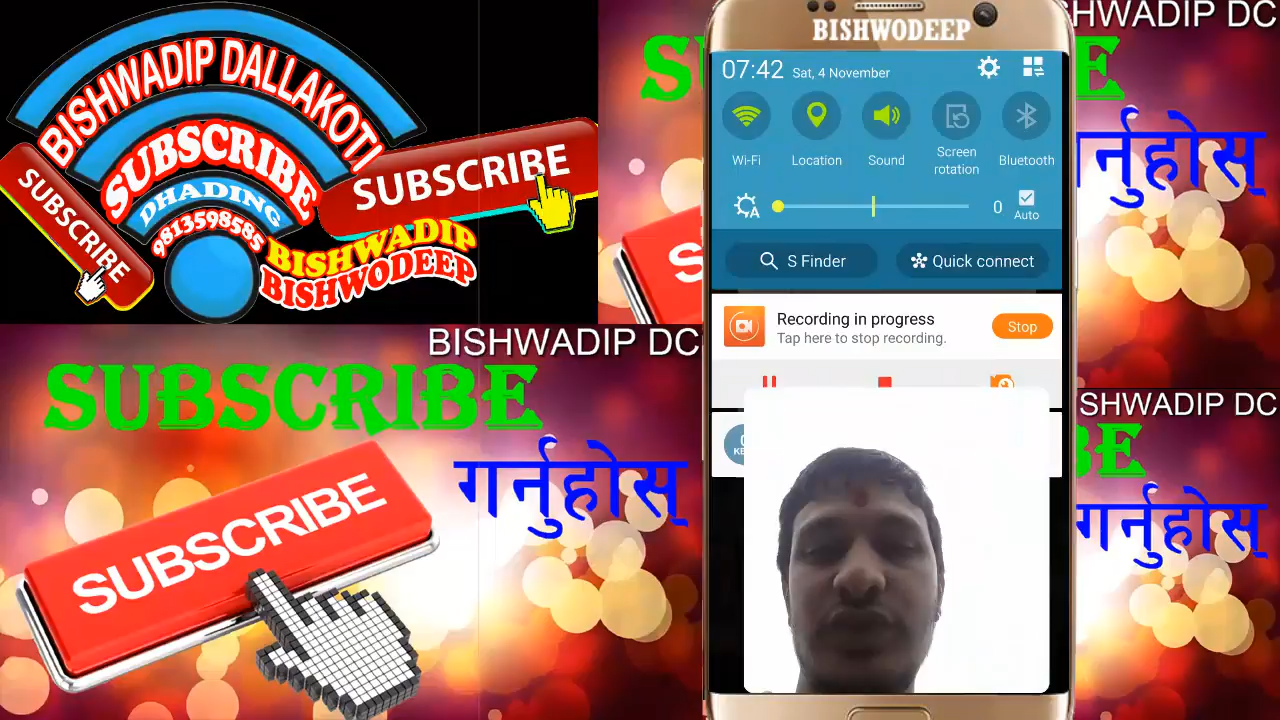 BISHWADIP DALLAKOTI
SUBSCRIBE
DHADING
9813598585
BISHWADIP
BISHWODEEP
SUBSCRIBE
SUBSCRIBE
BISHWADIP DC
SUBSCRIBE
गर्नुहोस्
SUBSCRIBE
S
S
BISHWODEEP
07:42 Sat, 4 November
Wi-Fi
Location
Sound
Screen
rotation
Bluetooth
0
Auto
S Finder
Quick connect
Recording in progress
Tap here to stop recording.
Stop
HWADIP DC
E
र्नुहोस्
SHWADIP DC
BE
गर्नुहोस्